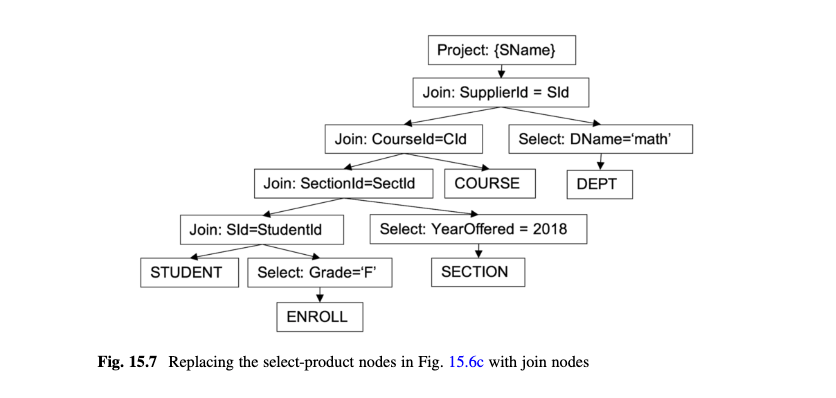 Project: {SName}
Join: SupplierId = SId
Join: CourseId=CId
Select: DName=‘math’
Join: SectionId=SectId
COURSE
DEPT
Join: SId=StudentId
Select: YearOffered = 2018
STUDENT
Select: Grade=‘F’
SECTION
ENROLL
Fig. 15.7 Replacing the select-product nodes in Fig. 15.6c with join nodes